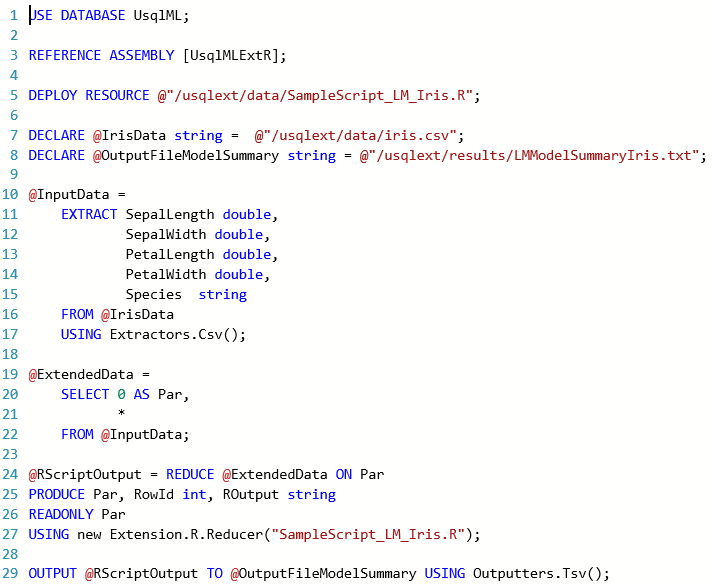 1 USE DATABASE UsqlML;
2
3 REFERENCE ASSEMBLY [UsqlMLExtR];
4
5 DEPLOY RESOURCE @"/usqlext/data/SampleScript_LM_Iris.R";
6
7 DECLARE @IrisData string =  @"/usqlext/data/iris.csv";
8 DECLARE @OutputFileModelSummary string = @"/usqlext/results/LMModelSummaryIris.txt";
9
10 @InputData =
11     EXTRACT SepalLength double,
12             SepalWidth double,
13             PetalLength double,
14             PetalWidth double,
15             Species  string
16     FROM @IrisData
17     USING Extractors.Csv();
18
19 @ExtendedData =
20     SELECT 0 AS Par,
21            *
22     FROM @InputData;
23
24 @RScriptOutput = REDUCE @ExtendedData ON Par
25 PRODUCE Par, RowId int, ROutput string
26 READONLY Par
27 USING new Extension.R.Reducer("SampleScript_LM_Iris.R");
28
29 OUTPUT @RScriptOutput TO @OutputFileModelSummary USING Outputters.Tsv();